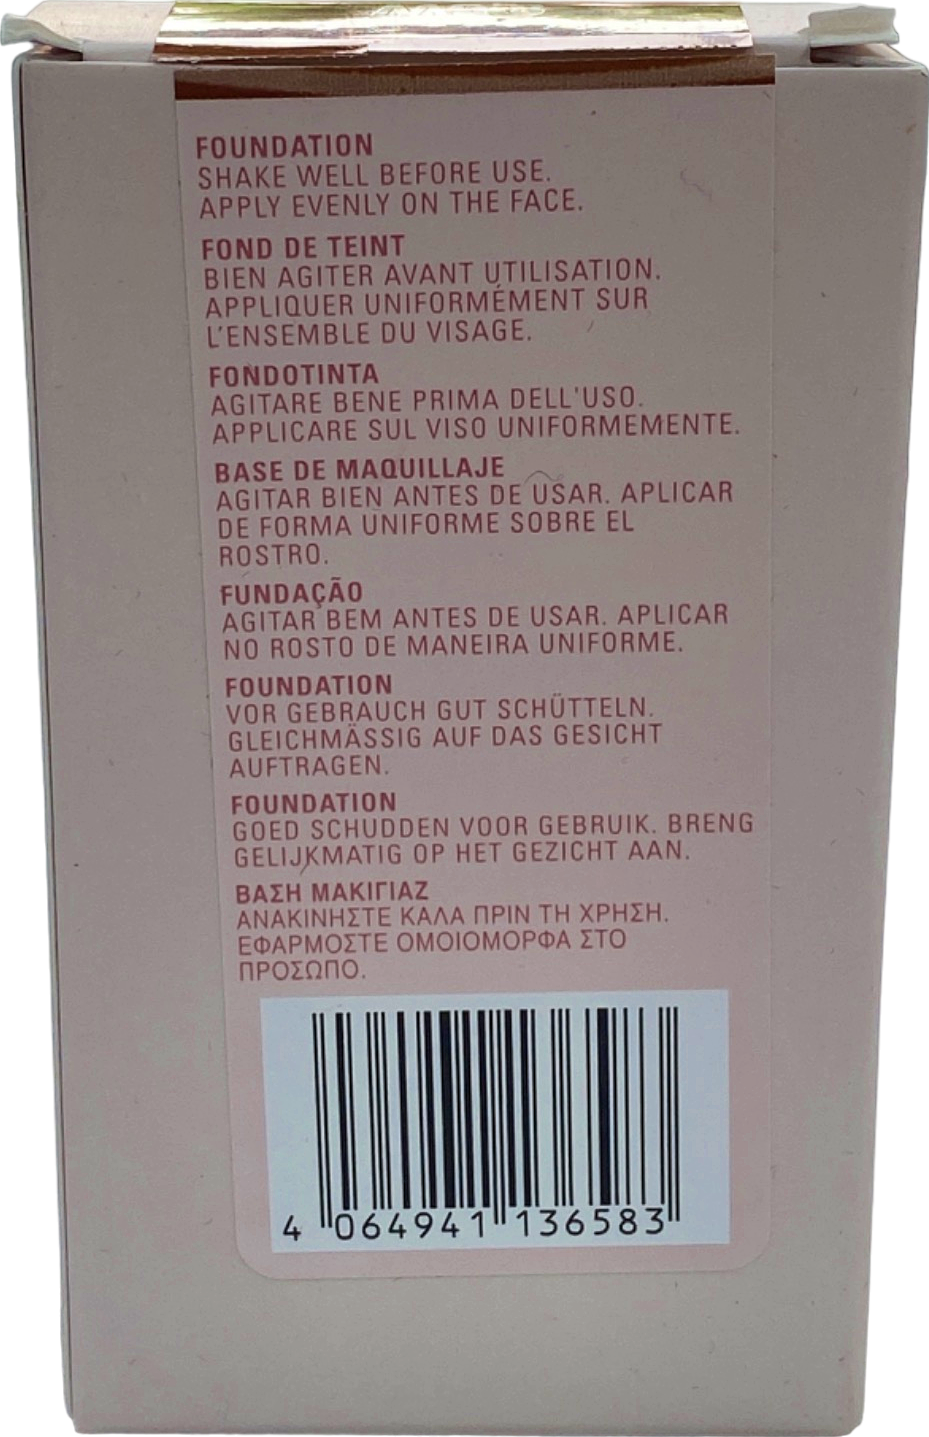 FOUNDATION
SHAKE WELL BEFORE USE.
APPLY EVENLY ON THE FACE.
FOND DE TEINT
BIEN AGITER AVANT UTILISATION.
APPLIQUER UNIFORMÉMENT SUR
L'ENSEMBLE DU VISAGE.
FONDOTINTA
AGITARE BENE PRIMA DELL'USO.
APPLICARE SUL VISO UNIFORMEMENTE.
BASE DE MAQUILLAJE
AGITAR BIEN ANTES DE USAR. APLICAR
DE FORMA UNIFORME SOBRE EL
ROSTRO.
FUNDAÇÃO
AGITAR BEM ANTES DE USAR. APLICAR
NO ROSTO DE MANEIRA UNIFORME.
FOUNDATION
VOR GEBRAUCH GUT SCHÜTTELN.
GLEICHMÄSSIG AUF DAS GESICHT
AUFTRAGEN.
FOUNDATION
GOED SCHUDDEN VOOR GEBRUIK. BRENG
GELIJKMATIG OP HET GEZICHT AAN.
ΒΑΣΗ ΜΑΚΙΓΙΑΖ
ΑΝΑΚΙΝΗΣΤΕ ΚΑΛΑ ΠΡΙΝ ΤΗ ΧΡΗΣΗ.
ΕΦΑΡΜΟΣΤΕ ΟΜΟΙΟΜΟΡΦΑ ΣΤΟ
ΠΡΟΣΩΠΟ.
4 064941 136583